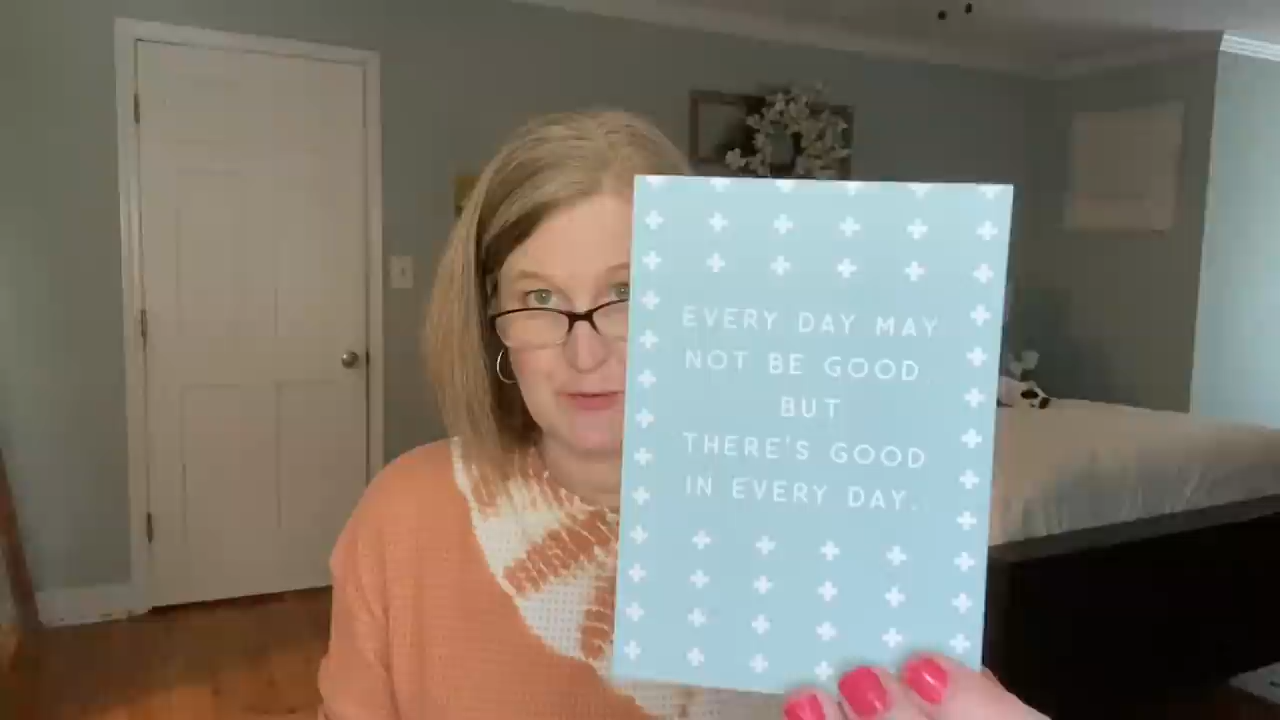 EVERY DAY MAY
NOT BE GOOD
BUT
THERE'S GOOD
IN EVERY DAY.